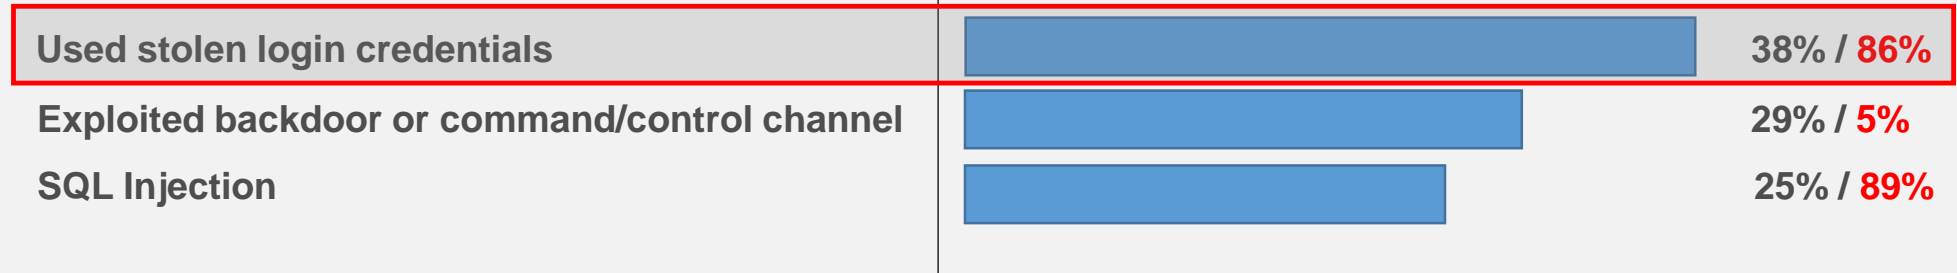 Used stolen login credentials 38% / 86%
Exploited backdoor or command/control channel 29% / 5%
SQL Injection 25% / 89%